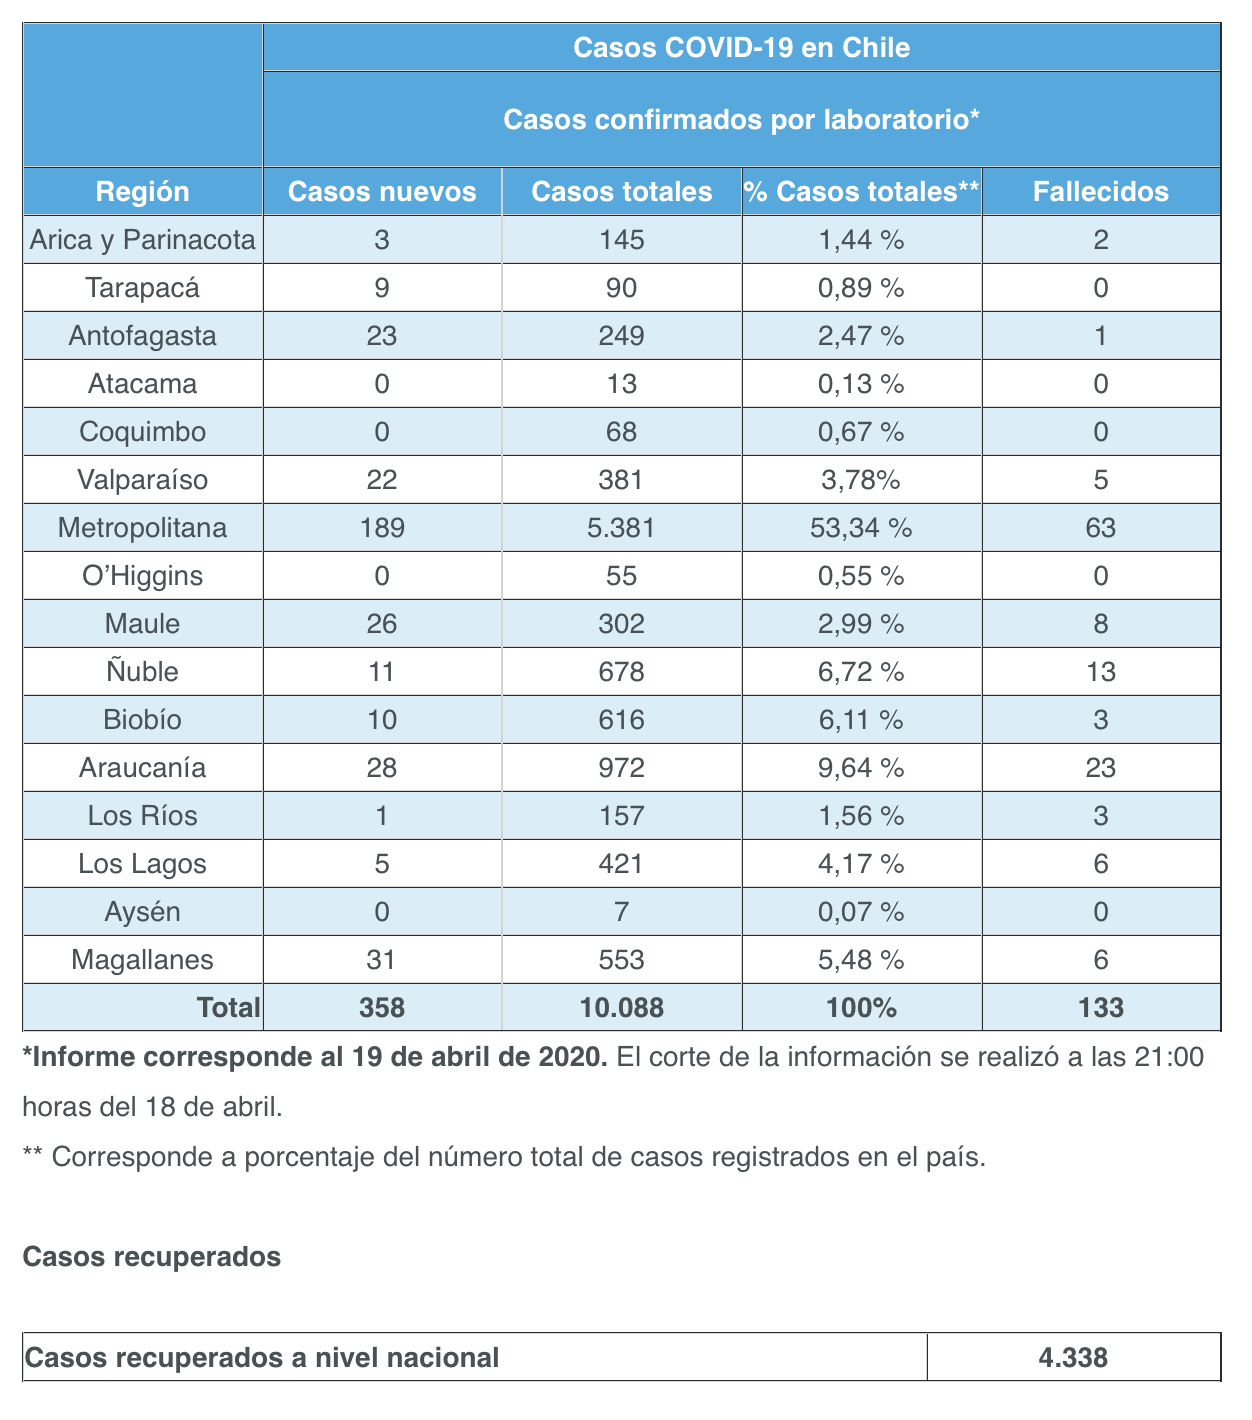 Casos COVID-19 en Chile
Casos confirmados por laboratorio*
Región Casos nuevos Casos totales % Casos totales** Fallecidos
Arica y Parinacota 3 145 1,44 % 2
Tarapacá 9 90 0,89 % 0
Antofagasta 23 249 2,47 % 1
Atacama 0 13 0,13 % 0
Coquimbo 0 68 0,67 % 0
Valparaíso 22 381 3,78% 5
Metropolitana 189 5.381 53,34 % 63
O’Higgins 0 55 0,55 % 0
Maule 26 302 2,99 % 8
Ñuble 11 678 6,72 % 13
Biobío 10 616 6,11 % 3
Araucanía 28 972 9,64 % 23
Los Ríos 1 157 1,56 % 3
Los Lagos 5 421 4,17 % 6
Aysén 0 7 0,07 % 0
Magallanes 31 553 5,48 % 6
Total 358 10.088 100% 133
*Informe corresponde al 19 de abril de 2020. El corte de la información se realizó a las 21:00
horas del 18 de abril.
** Corresponde a porcentaje del número total de casos registrados en el país.
Casos recuperados
Casos recuperados a nivel nacional 4.338